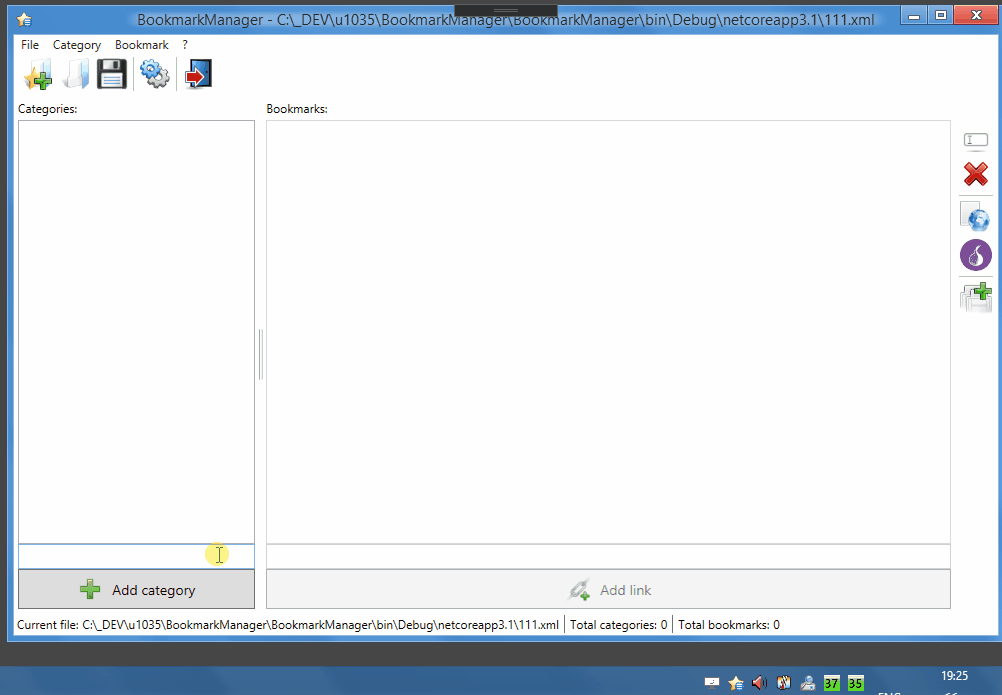 BookmarkManager - C:\_DEV\u1035\BookmarkManager\BookmarkManager\bin\Debug\netcoreapp3.1\111.xml
File Category Bookmark ?
Categories: Bookmarks:
Add category Add link
Current file: C:\_DEV\u1035\BookmarkManager\BookmarkManager\bin\Debug\netcoreapp3.1\111.xml Total categories: 0 Total bookmarks: 0
37 35 19:25